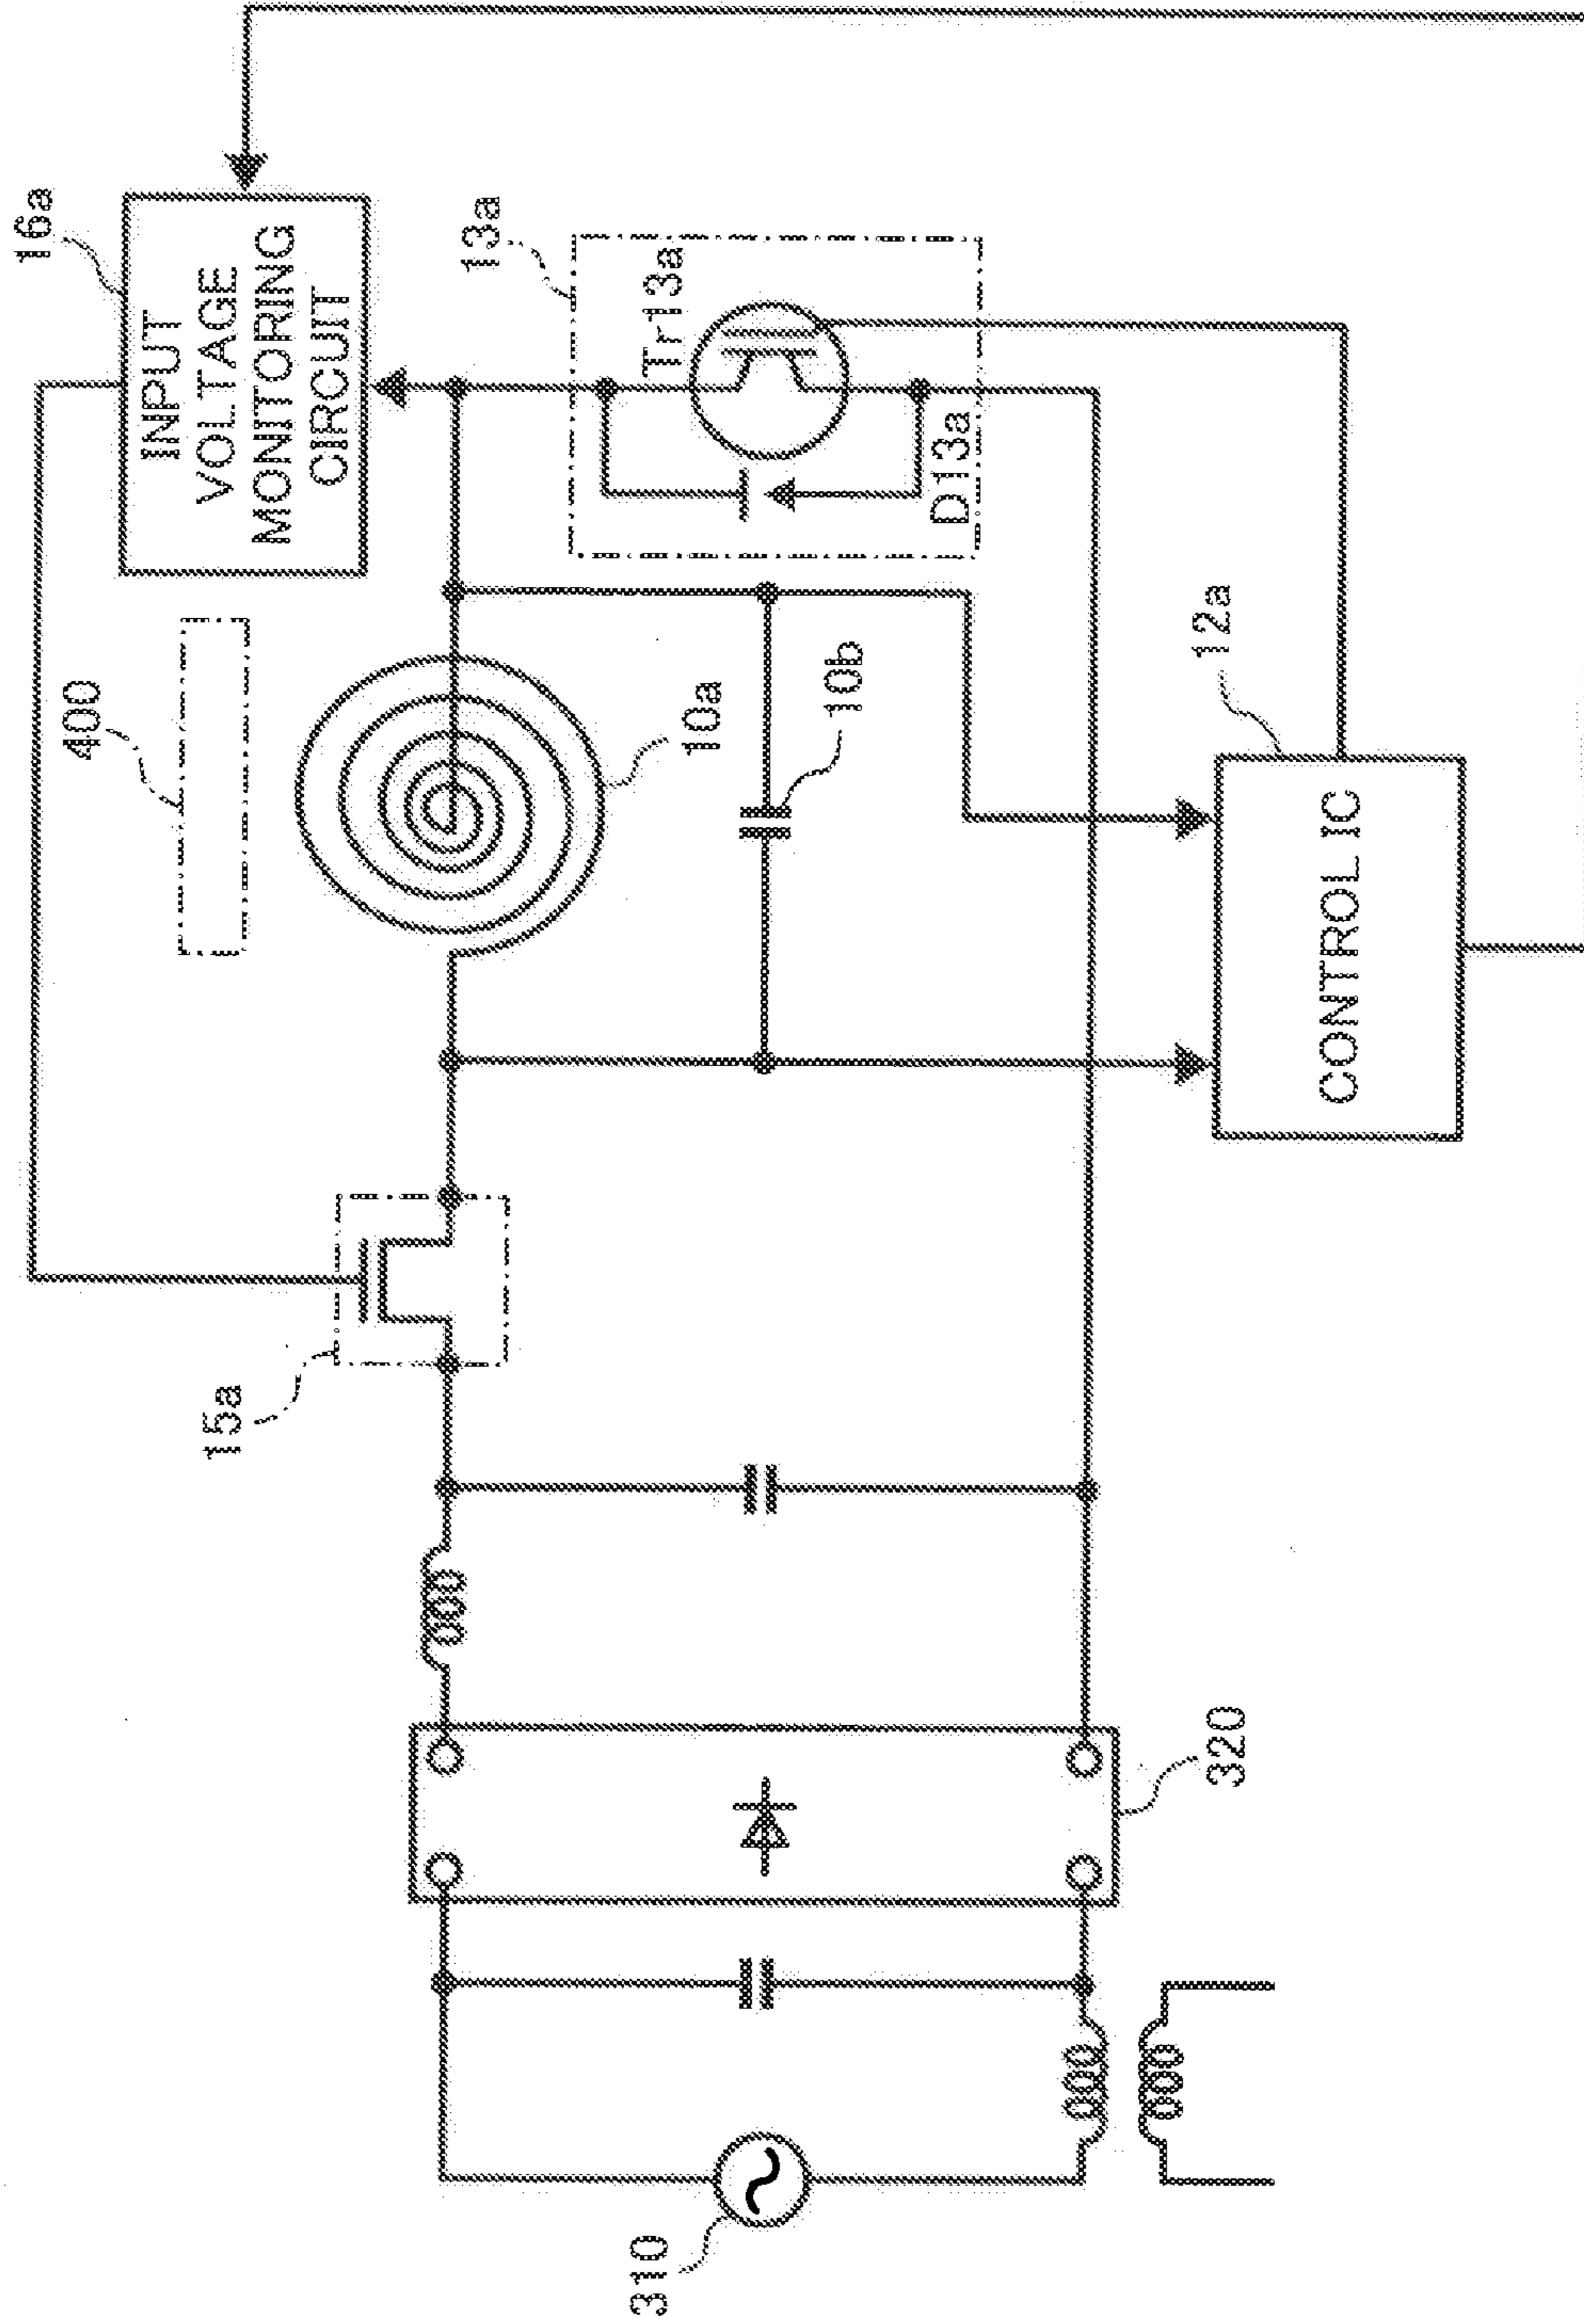 16a
INPUT
VOLTAGE
MONITORING
CIRCUIT
400
13a
Tr13a
D13a
10a
10b
15a
12a
CONTROL IC
320
310